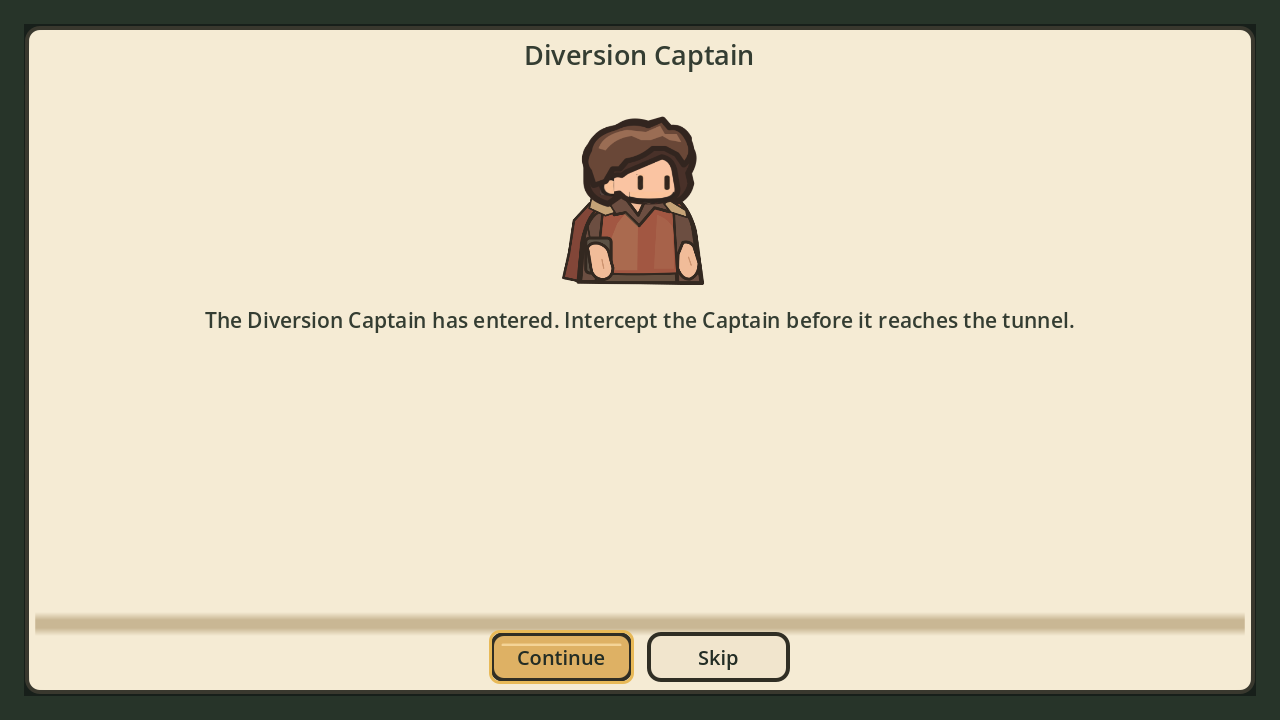 Diversion Captain
The Diversion Captain has entered. Intercept the Captain before it reaches the tunnel.
Continue
Skip